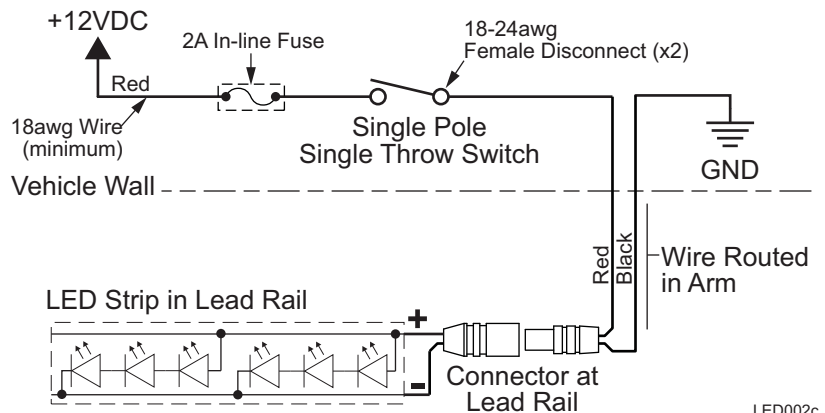 +12VDC
2A In-line Fuse
18-24awg
Female Disconnect (x2)
Red
18awg Wire
(minimum)
Single Pole
Single Throw Switch
GND
Vehicle Wall
Red
Black
Wire Routed
in Arm
LED Strip in Lead Rail
+
-
Connector at
Lead Rail
LED002c